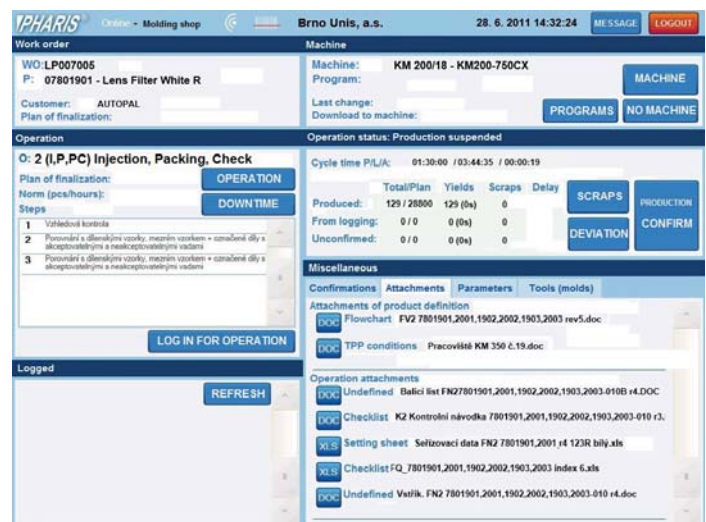 PHARIS Online - Molding shop Brno Unis, a.s. 28. 6. 2011 14:32:24 MESSAGE LOGOUT
Work order
WO: LP007005
P: 07801901 - Lens Filter White R
Customer: AUTOPAL
Plan of finalization:
Machine
Machine: KM 200/18 - KM200-750CX
Program:
MACHINE
Last change:
Download to machine:
PROGRAMS NO MACHINE
Operation
O: 2 (I,P,PC) Injection, Packing, Check
Plan of finalization:
OPERATION
Norm (pcs/hours):
DOWNTIME
Steps
1 Vzhledová kontrola
2 Porovnání s dílenskými vzorky, mezním vzorkem + označené díly s
akceptovatelnými a neakceptovatelnými vadami
3 Porovnání s dílenskými vzorky, mezním vzorkem + označené díly s
akceptovatelnými a neakceptovatelnými vadami
LOG IN FOR OPERATION
Logged
REFRESH
Operation status: Production suspended
Cycle time P/L/A: 01:30:00 / 03:44:35 / 00:00:19
Total/Plan Yields Scraps Delay
Produced: 129 / 28800 129 (0s) 0
From logging: 0 / 0 0 (0s) 0
Unconfirmed: 0 / 0 0 (0s) 0
SCRAPS
DEVIATION
PRODUCTION
CONFIRM
Miscellaneous
Confirmations Attachments Parameters Tools (molds)
Attachments of product definition
DOC Flowchart FV2 7801901,2001,1902,2002,1903,2003 rev5.doc
DOC TPP conditions Pracoviště KM 350 č.19.doc
Operation attachments
DOC Undefined Balicí list FN27801901,2001,1902,2002,1903,2003-010B r4.DOC
DOC Checklist K2 Kontrolní návodka 7801901,2001,1902,2002,1903,2003-010 r3.
XLS Setting sheet Seřizovací data FN2 7801901,2001 r4 123R bílý.xls
XLS Checklist FQ_7801901,2001,1902,2002,1903,2003 index 6.xls
DOC Undefined Vstřik. FN2 7801901,2001,1902,2002,1903,2003-010 r4.doc